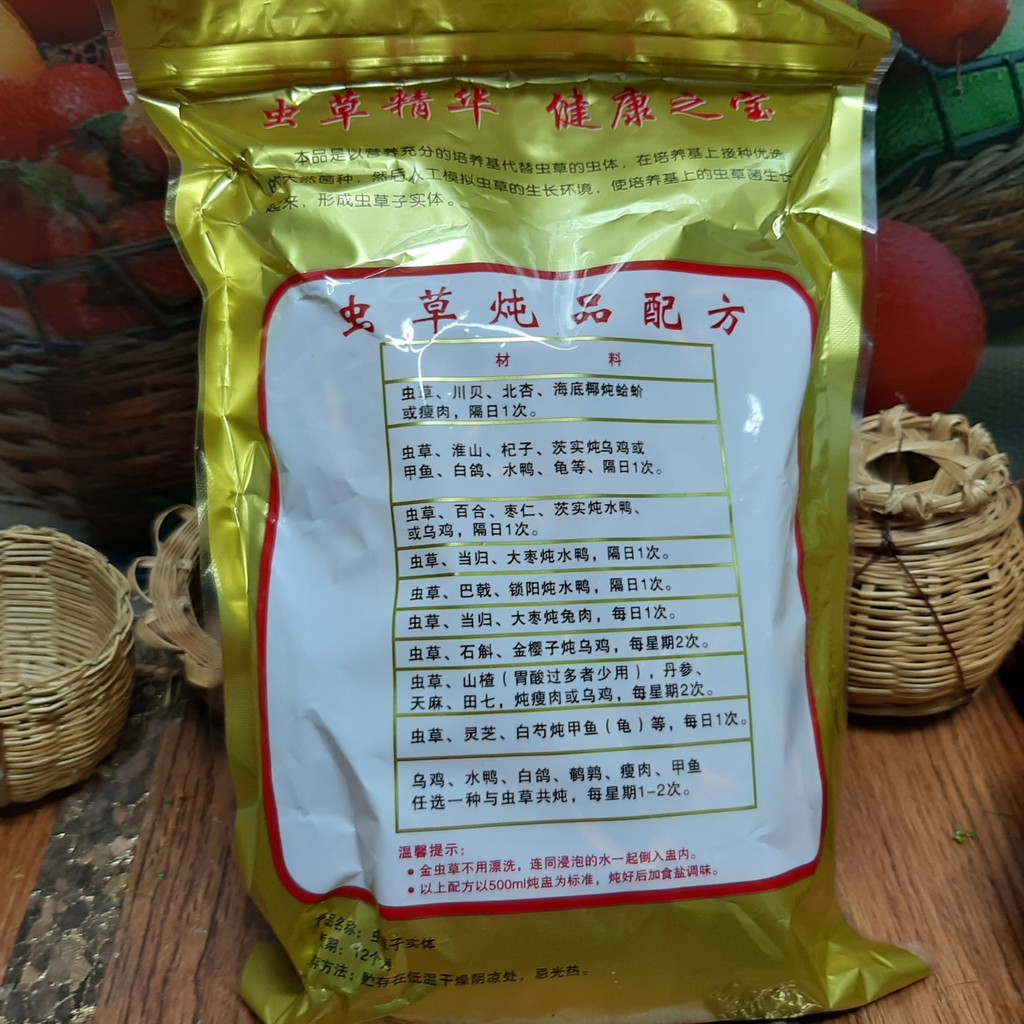 虫草精华 健康之宝
本品是以营养充分的培养基代替虫草的虫体，在培养基上接种优选
的天然菌种，然后人工模拟虫草的生长环境，使培养基上的虫草菌生长
起来，形成虫草子实体。
虫草炖品配方
材料
虫草、川贝、北杏、海底椰炖蛤蚧
或瘦肉，隔日1次。
虫草、淮山、杞子、茨实炖乌鸡或
甲鱼、白鸽、水鸭、龟等、隔日1次。
虫草、百合、枣仁、茨实炖水鸭、
或乌鸡，隔日1次。
虫草、当归、大枣炖水鸭，隔日1次。
虫草、巴戟、锁阳炖水鸭，隔日1次。
虫草、当归、大枣炖兔肉，每日1次。
虫草、石斛、金樱子炖乌鸡，每星期2次。
虫草、山楂（胃酸过多者少用），丹参、
天麻、田七，炖瘦肉或乌鸡，每星期2次。
虫草、灵芝、白芍炖甲鱼（龟）等，每日1次。
乌鸡、水鸭、白鸽、鹌鹑、瘦肉、甲鱼
任选一种与虫草共炖，每星期1-2次。
温馨提示：
● 金虫草不用漂洗，连同浸泡的水一起倒入盅内。
● 以上配方以500ml炖盅为标准，炖好后加食盐调味。
品名称：虫草子实体
期：12个月
存方法：贮存在低温干燥阴凉处，忌光热。